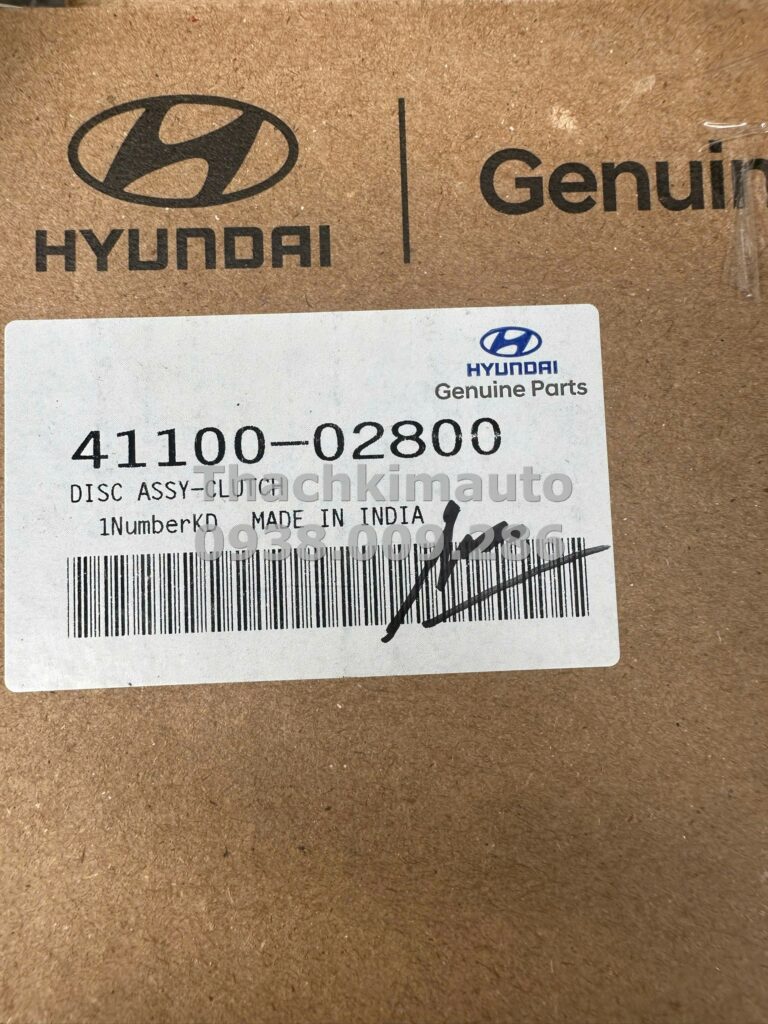 HYUNDAI
Genuin
HYUNDAI
Genuine Parts
41100-02800
DISC ASSY-CLUTCH
Thachkimauto
1NumberKD MADE IN INDIA
0938 009.286